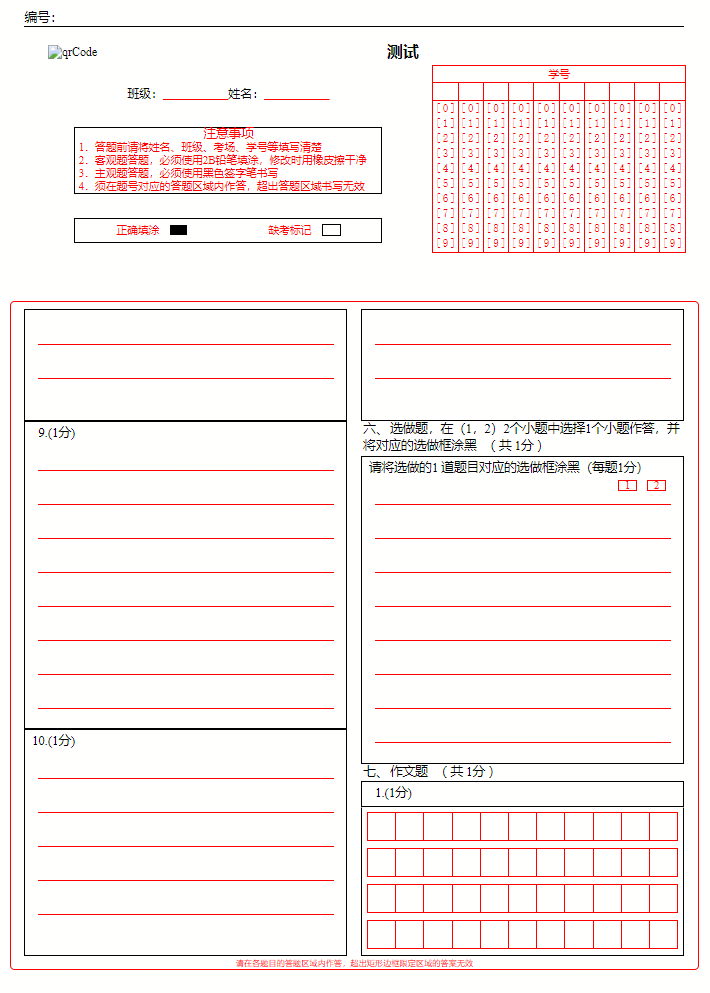 编号：
qrCode
测试
班级：___________姓名：___________
注意事项
1．答题前请将姓名、班级、考场、学号等填写清楚
2．客观题答题，必须使用2B铅笔填涂，修改时用橡皮擦干净
3．主观题答题，必须使用黑色签字笔书写
4．须在题号对应的答题区域内作答，超出答题区域书写无效
正确填涂 缺考标记
学号
[0] [0] [0] [0] [0] [0] [0] [0] [0] [0]
[1] [1] [1] [1] [1] [1] [1] [1] [1] [1]
[2] [2] [2] [2] [2] [2] [2] [2] [2] [2]
[3] [3] [3] [3] [3] [3] [3] [3] [3] [3]
[4] [4] [4] [4] [4] [4] [4] [4] [4] [4]
[5] [5] [5] [5] [5] [5] [5] [5] [5] [5]
[6] [6] [6] [6] [6] [6] [6] [6] [6] [6]
[7] [7] [7] [7] [7] [7] [7] [7] [7] [7]
[8] [8] [8] [8] [8] [8] [8] [8] [8] [8]
[9] [9] [9] [9] [9] [9] [9] [9] [9] [9]
9.(1分)
10.(1分)
六、选做题，在（1，2）2个小题中选择1个小题作答，并
将对应的选做框涂黑 （共 1分）
请将选做的1 道题目对应的选做框涂黑（每题1分）
1 2
七、作文题 （共 1分）
1.(1分)
请在各题目的答题区域内作答，超出矩形边框限定区域的答案无效